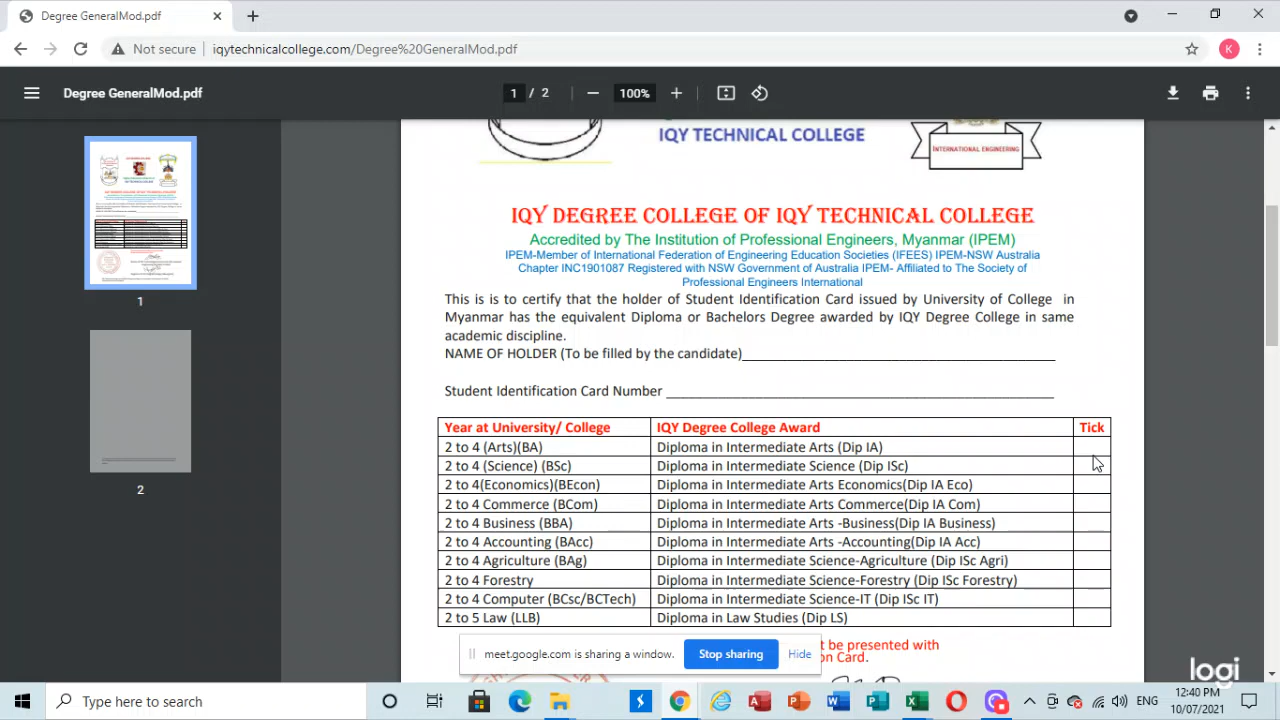 Degree GeneralMod.pdf
Not secure
iqytechnicalcollege.com/Degree%20GeneralMod.pdf
K
Degree GeneralMod.pdf
1 / 2
100%
1
2
IQY TECHNICAL COLLEGE
INTERNATIONAL ENGINEERING
IQY DEGREE COLLEGE OF IQY TECHNICAL COLLEGE
Accredited by The Institution of Professional Engineers, Myanmar (IPEM)
IPEM-Member of International Federation of Engineering Education Societies (IFEES) IPEM-NSW Australia
Chapter INC1901087 Registered with NSW Government of Australia IPEM- Affiliated to The Society of
Professional Engineers International
This is is to certify that the holder of Student Identification Card issued by University of College in
Myanmar has the equivalent Diploma or Bachelors Degree awarded by IQY Degree College in same
academic discipline.
NAME OF HOLDER (To be filled by the candidate)
Student Identification Card Number
Year at University/ College IQY Degree College Award Tick
2 to 4 (Arts)(BA) Diploma in Intermediate Arts (Dip IA)
2 to 4 (Science) (BSc) Diploma in Intermediate Science (Dip ISc)
2 to 4(Economics)(BEcon) Diploma in Intermediate Arts Economics(Dip IA Eco)
2 to 4 Commerce (BCom) Diploma in Intermediate Arts Commerce(Dip IA Com)
2 to 4 Business (BBA) Diploma in Intermediate Arts -Business(Dip IA Business)
2 to 4 Accounting (BAcc) Diploma in Intermediate Arts -Accounting(Dip IA Acc)
2 to 4 Agriculture (BAg) Diploma in Intermediate Science-Agriculture (Dip ISc Agri)
2 to 4 Forestry Diploma in Intermediate Science-Forestry (Dip ISc Forestry)
2 to 4 Computer (BCsc/BCTech) Diploma in Intermediate Science-IT (Dip ISc IT)
2 to 5 Law (LLB) Diploma in Law Studies (Dip LS)
t be presented with
on Card.
meet.google.com is sharing a window.
Stop sharing
Hide
logi
Type here to search
ENG
12:40 PM
10/07/2021